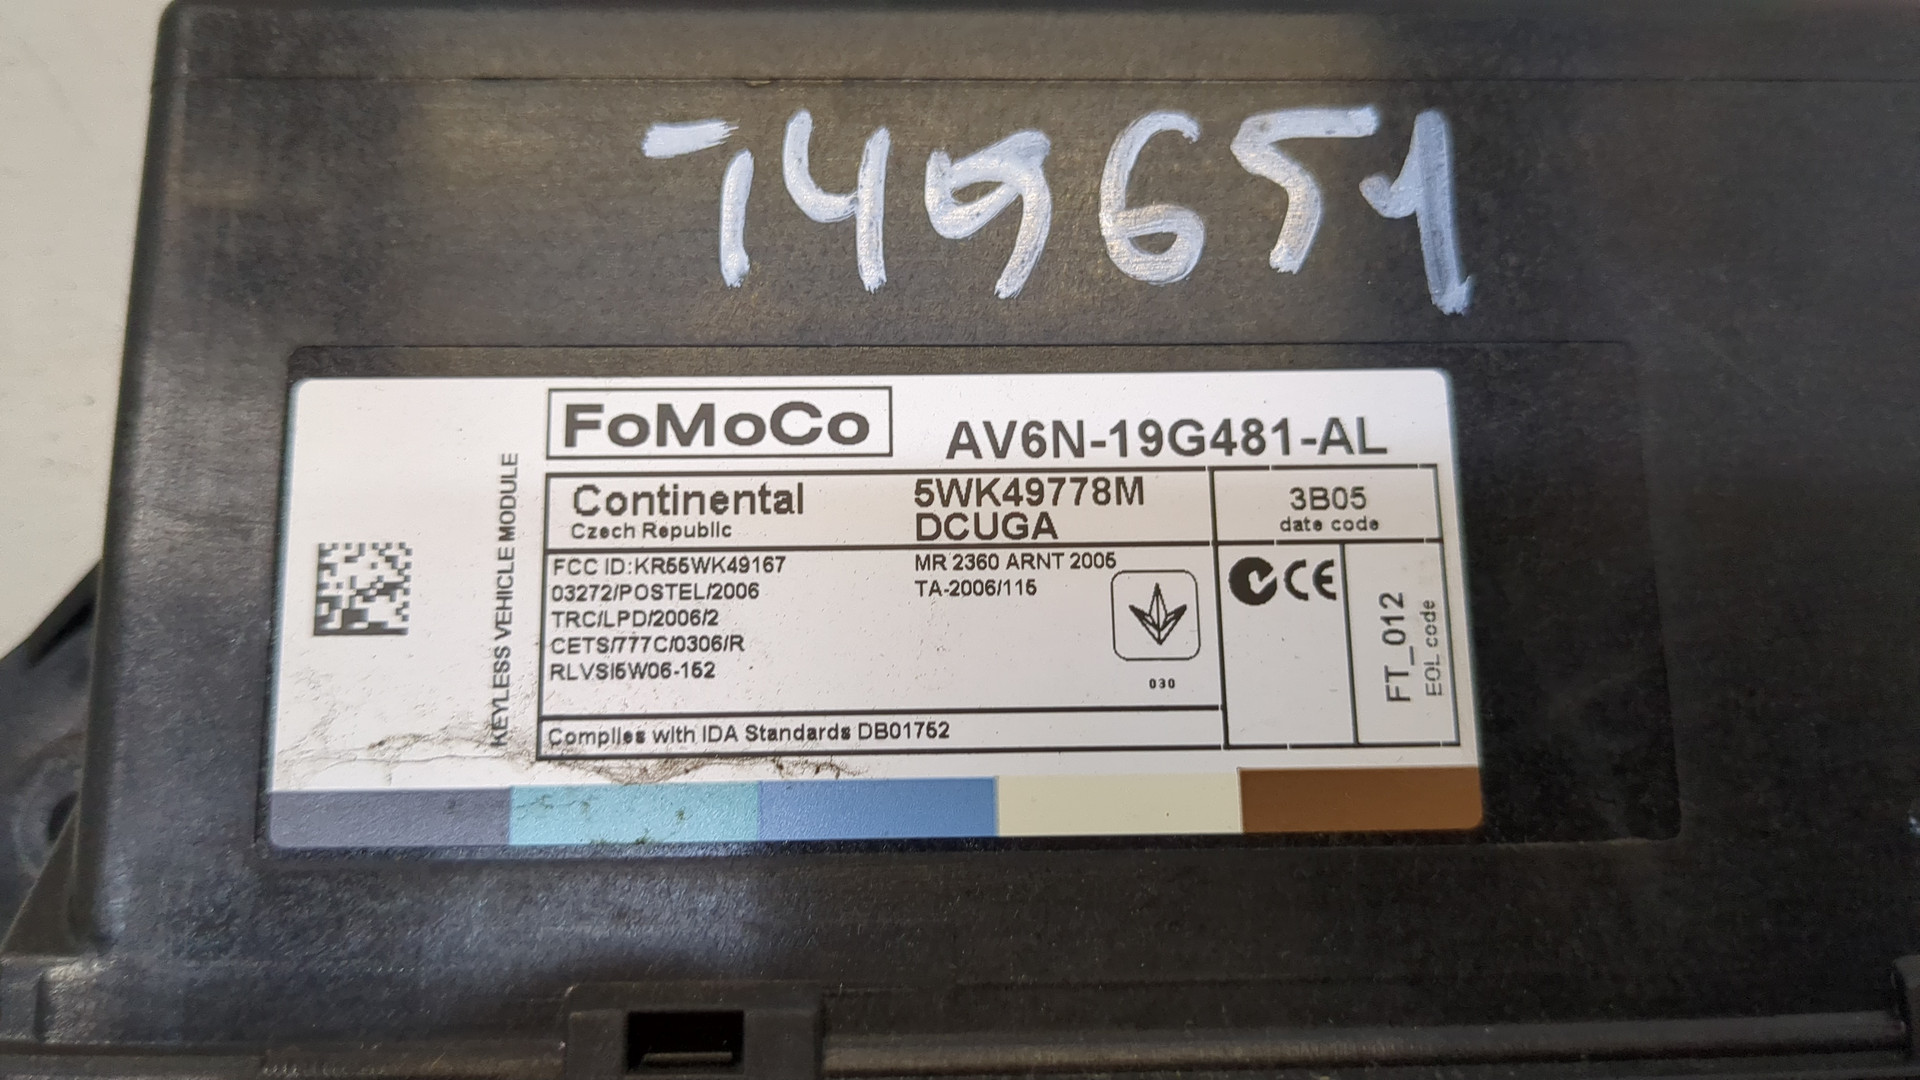 749651
FoMoCo
AV6N-19G481-AL
KEYLESS VEHICLE MODULE
Continental
Czech Republic
5WK49778M
DCUGA
3B05
date code
FCC ID:KR55WK49167
03272/POSTEL/2006
TRC/LPD/2006/2
CETS/777C/0306/R
RLVSI5W06-152
MR 2360 ARNT 2005
TA-2006/115
030
CE
FT_012
EOL code
Complies with IDA Standards DB01752